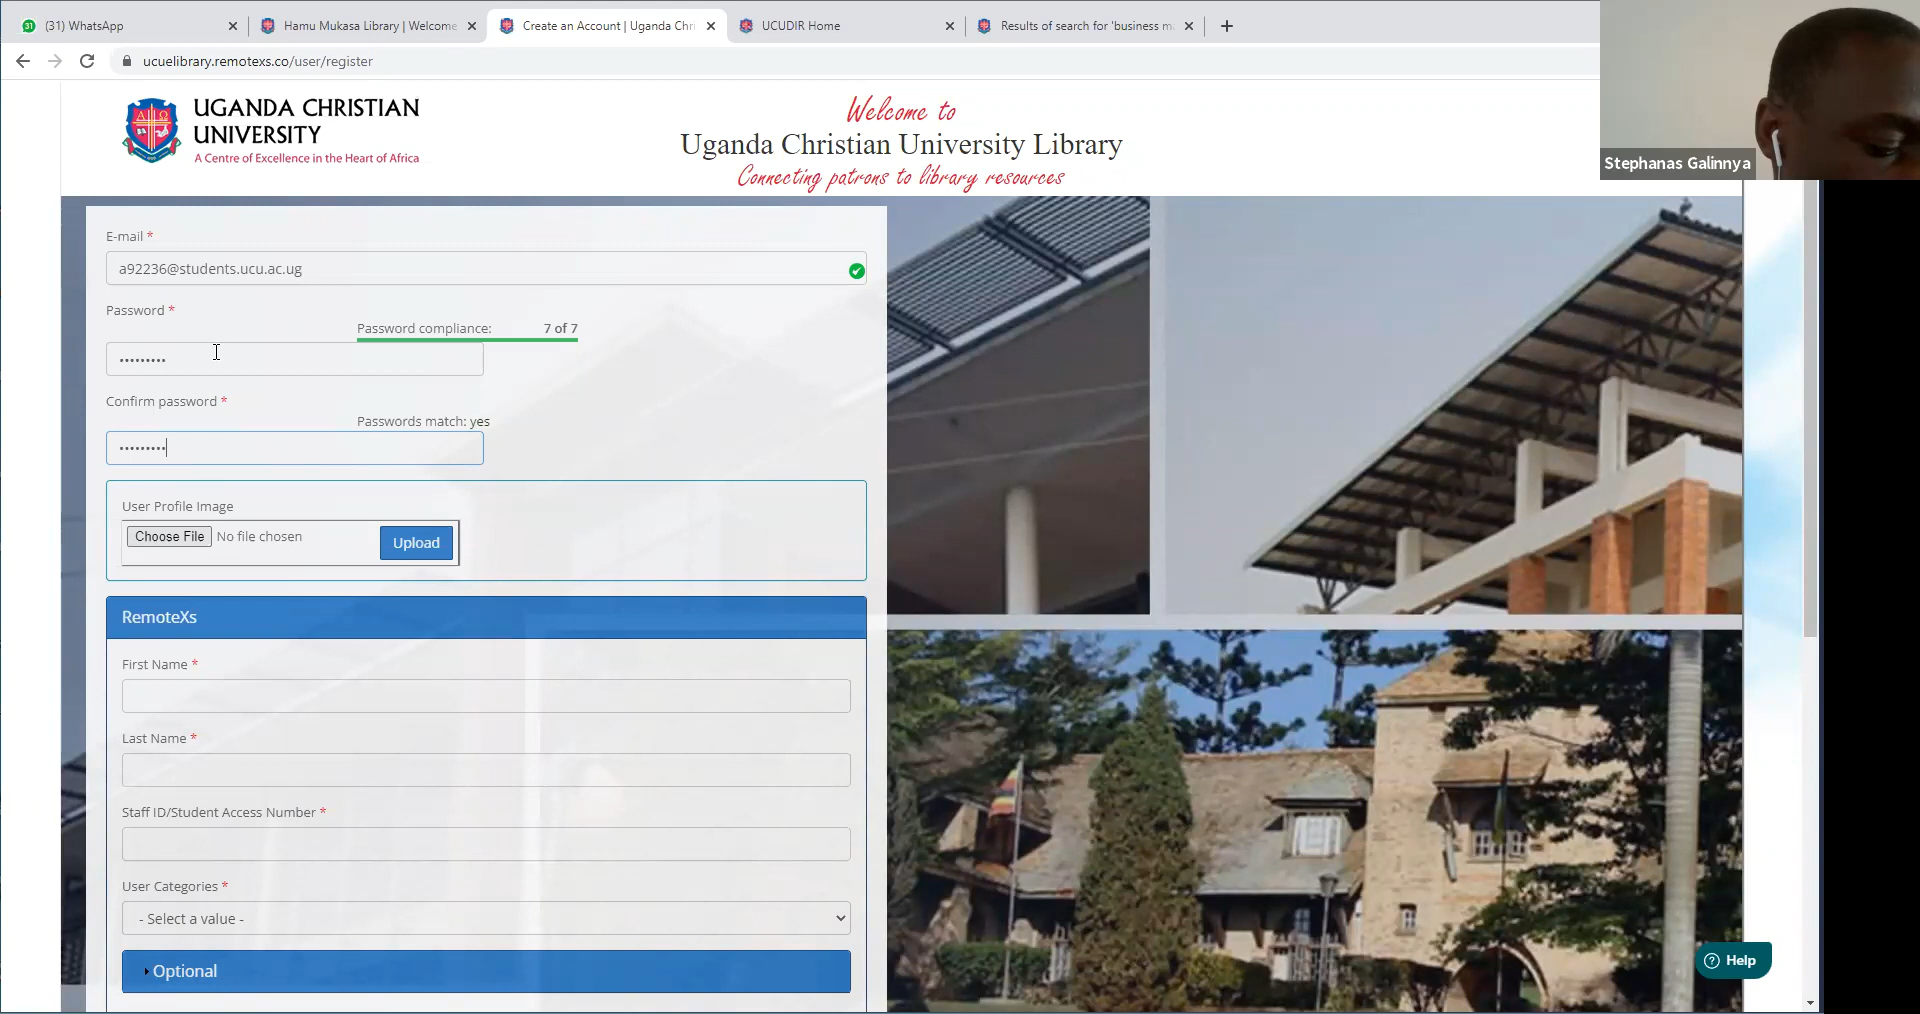 (31) WhatsApp
Hamu Mukasa Library | Welcome
Create an Account | Uganda Chri
UCUDIR Home
Results of search for 'business m
ucuelibrary.remotexs.co/user/register
UGANDA CHRISTIAN
UNIVERSITY
A Centre of Excellence in the Heart of Africa
Welcome to
Uganda Christian University Library
Connecting patrons to library resources
Stephanas Galinnya
E-mail *
a92236@students.ucu.ac.ug
Password *
Password compliance: 7 of 7
Confirm password *
Passwords match: yes
User Profile Image
Choose File No file chosen
Upload
RemoteXs
First Name *
Last Name *
Staff ID/Student Access Number *
User Categories *
- Select a value -
Optional
Help